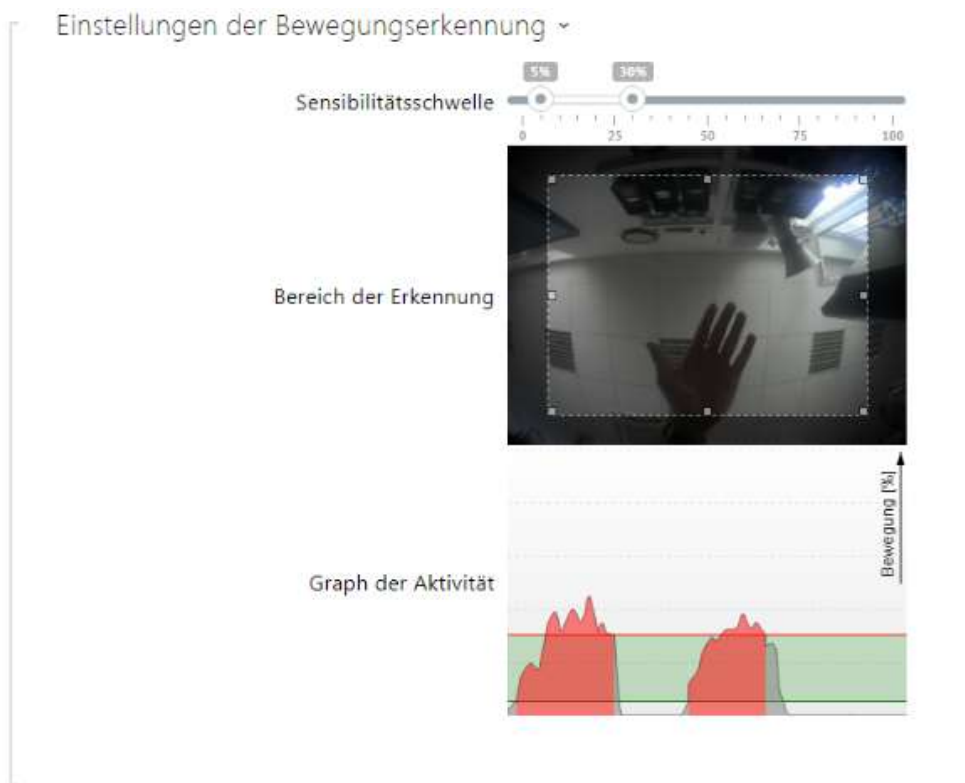 Einstellungen der Bewegungserkennung
5% 30%
Sensibilitätsschwelle
0 25 50 75 100
Bereich der Erkennung
Bewegung [%]
Graph der Aktivität